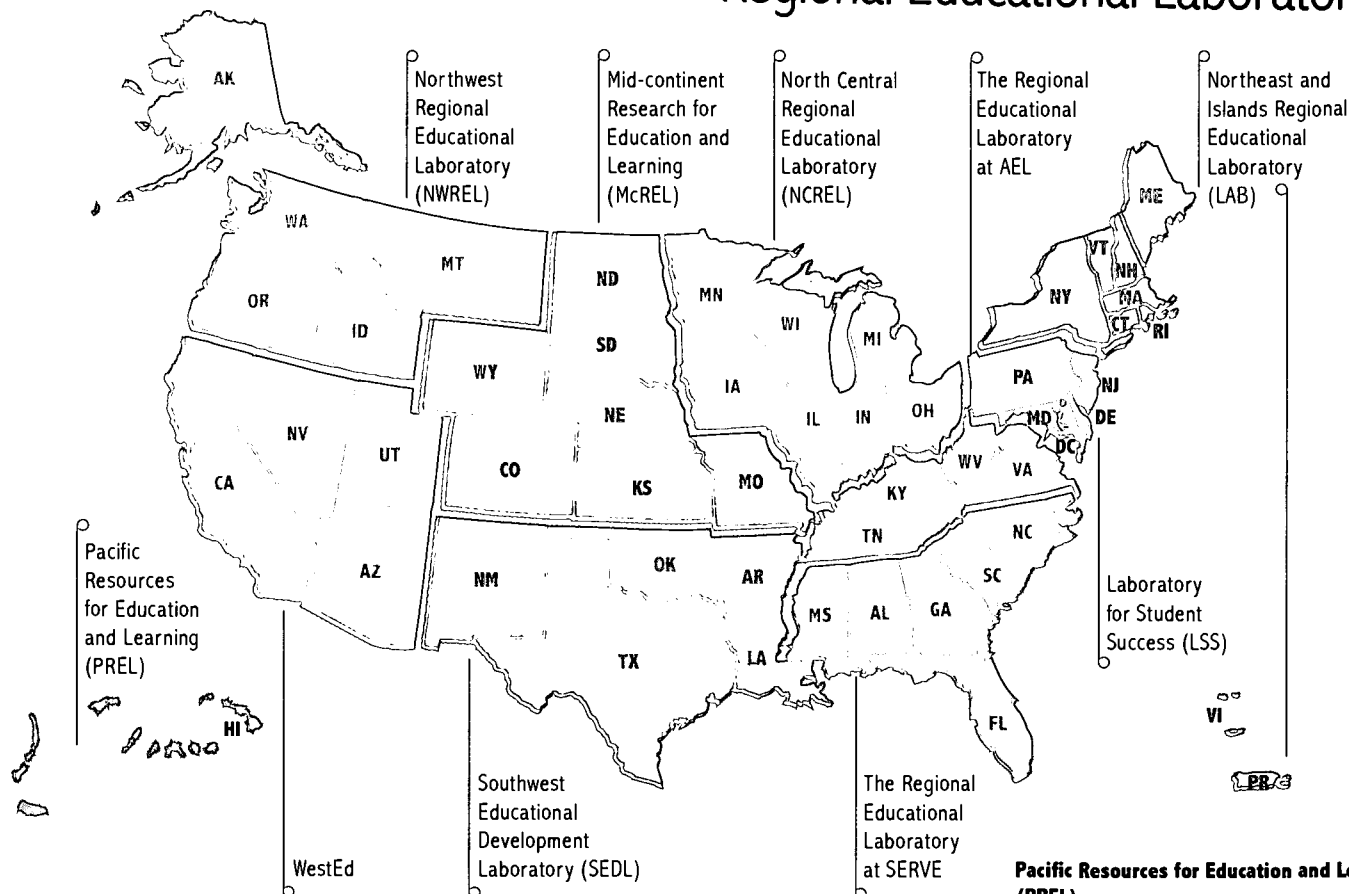 Regional Educational Laborator
AK
Northwest
Regional
Educational
Laboratory
(NWREL)
Mid-continent
Research for
Education and
Learning
(McREL)
North Central
Regional
Educational
Laboratory
(NCREL)
The Regional
Educational
Laboratory
at AEL
Northeast and
Islands Regional
Educational
Laboratory
(LAB)
WA
OR
ID
MT
WY
ND
SD
NE
CO
KS
MO
MN
WI
MI
IA
IL
IN
OH
ME
VT
NH
NY
MA
CT
RI
PA
NJ
MD
DE
DC
WV
VA
KY
TN
NC
SC
MS
AL
GA
FL
NV
UT
CA
AZ
NM
OK
AR
TX
LA
Pacific
Resources
for Education
and Learning
(PREL)
HI
Laboratory
for Student
Success (LSS)
VI
PR
WestEd
Southwest
Educational
Development
Laboratory (SEDL)
The Regional
Educational
Laboratory
at SERVE
Pacific Resources for Education and Le
(PREL)